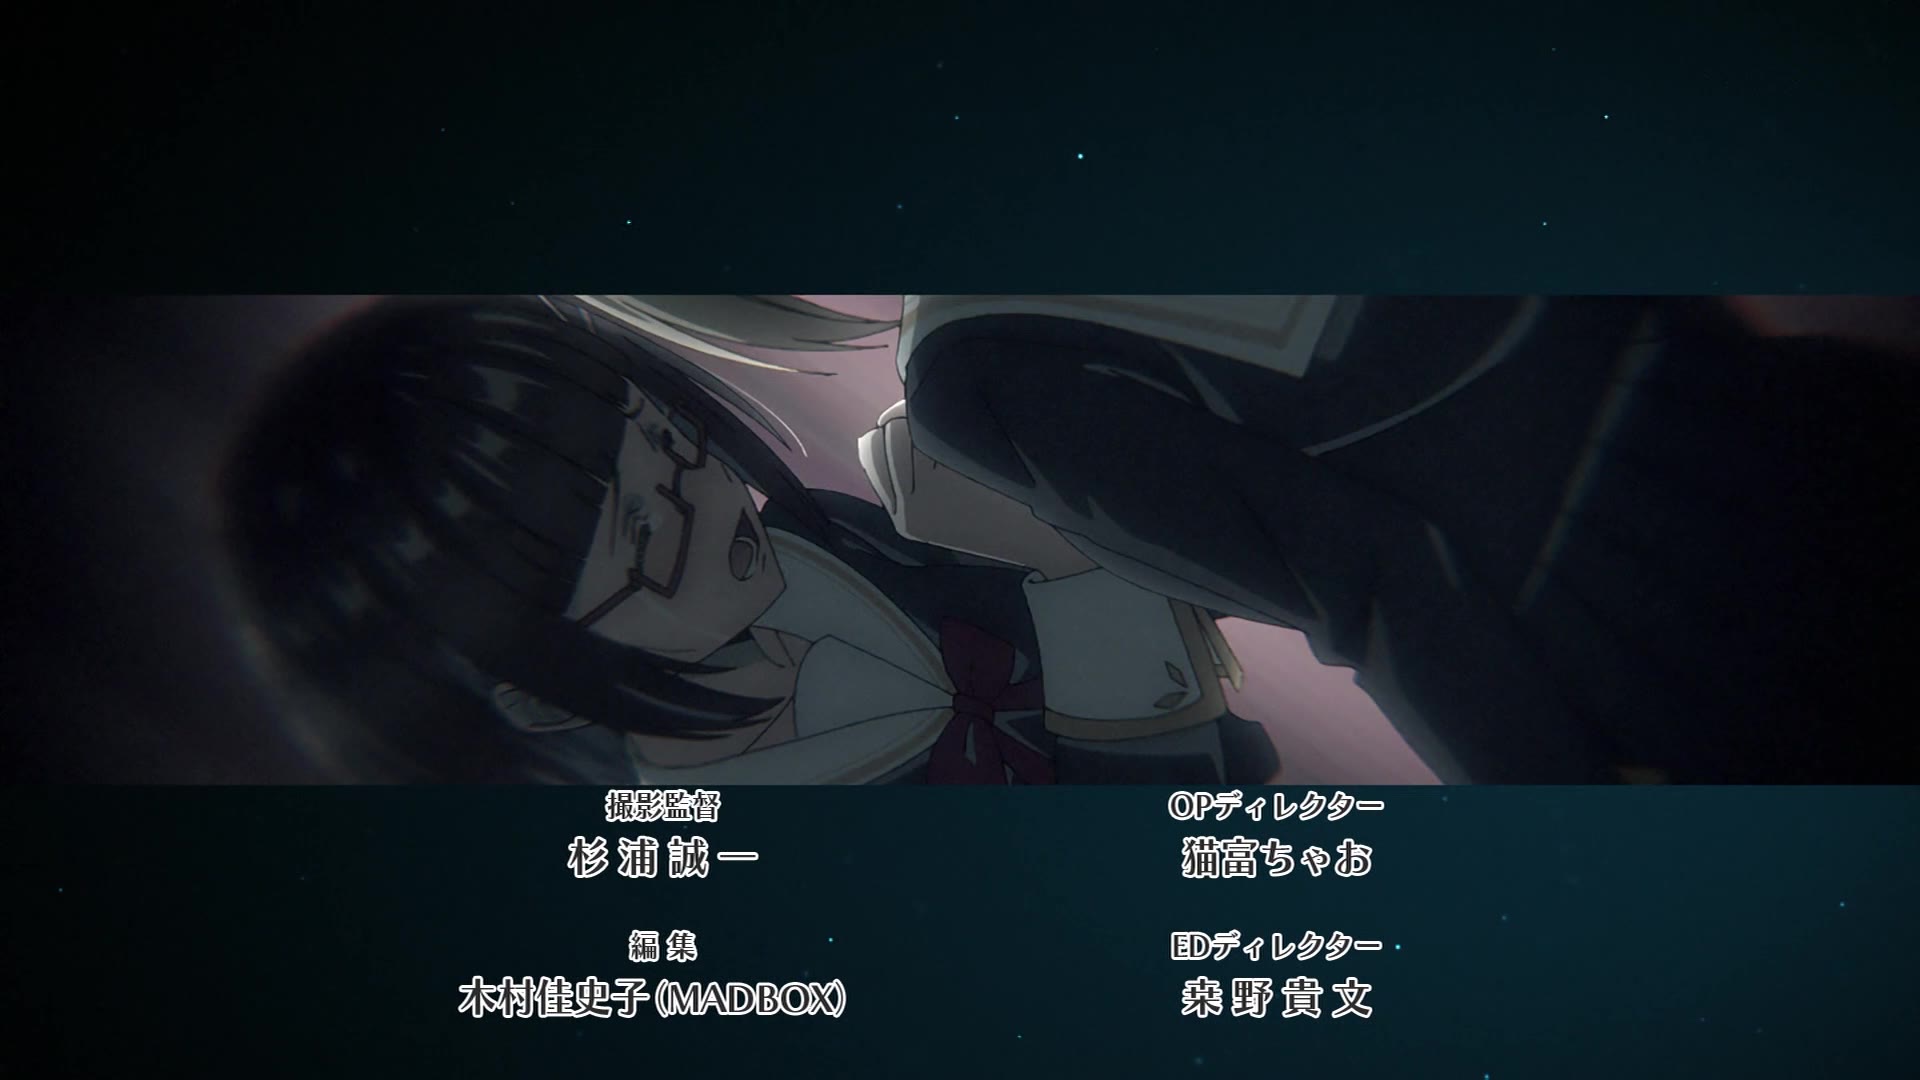 撮影監督
杉浦誠一
編集
木村佳史子(MADBOX)
OPディレクター
猫富ちゃお
EDディレクター
桒野貴文